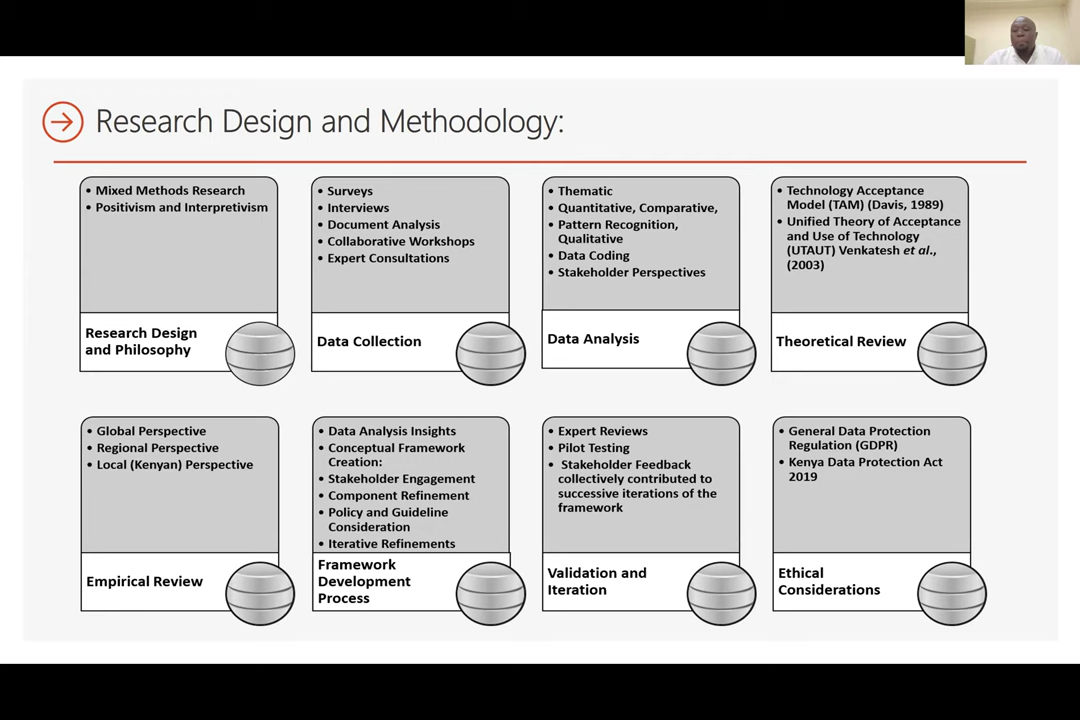 Research Design and Methodology:
• Mixed Methods Research
• Positivism and Interpretivism
Research Design
and Philosophy
• Surveys
• Interviews
• Document Analysis
• Collaborative Workshops
• Expert Consultations
Data Collection
• Thematic
• Quantitative, Comparative,
• Pattern Recognition,
Qualitative
• Data Coding
• Stakeholder Perspectives
Data Analysis
• Technology Acceptance
Model (TAM) (Davis, 1989)
• Unified Theory of Acceptance
and Use of Technology
(UTAUT) Venkatesh et al.,
(2003)
Theoretical Review
• Global Perspective
• Regional Perspective
• Local (Kenyan) Perspective
Empirical Review
• Data Analysis Insights
• Conceptual Framework
Creation:
• Stakeholder Engagement
• Component Refinement
• Policy and Guideline
Consideration
• Iterative Refinements
Framework
Development
Process
• Expert Reviews
• Pilot Testing
• Stakeholder Feedback
collectively contributed to
successive iterations of the
framework
Validation and
Iteration
• General Data Protection
Regulation (GDPR)
• Kenya Data Protection Act
2019
Ethical
Considerations